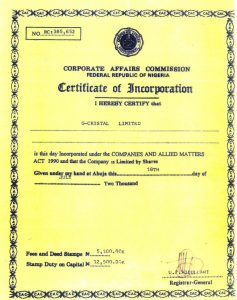 NO. RC: 380,652
CORPORATE AFFAIRS COMMISSION
FEDERAL REPUBLIC OF NIGERIA
Certificate of Incorporation
I HEREBY CERTIFY that
G-CRISTAL LIMITED
is this day Incorporated under the COMPANIES AND ALLIED MATTERS
ACT 1990 and that the Company is Limited by Shares
Given under my hand at Abuja this 18TH day of
JULY Two Thousand
Fees and Deed Stamps N
Stamp Duty on Capital N
Registrar-General